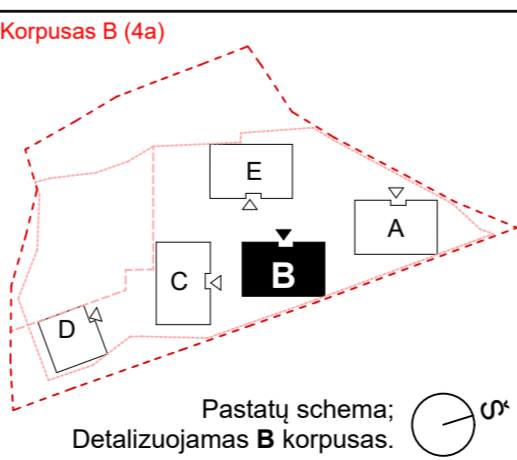 Korpusas B (4a)
E
A
C
B
D
Pastatų schema;
Detalizuojamas B korpusas.
Š